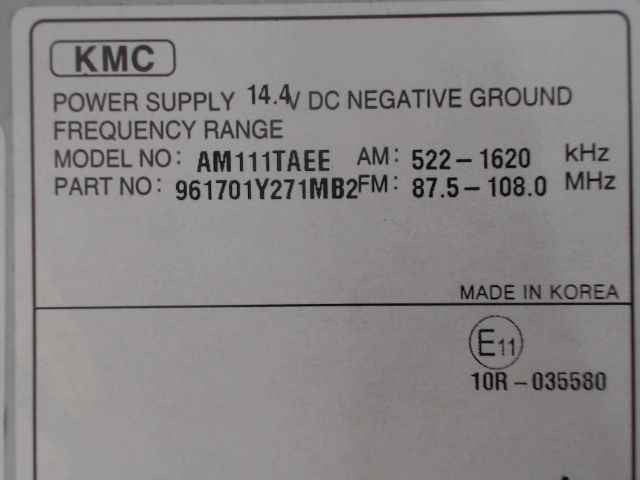 KMC
POWER SUPPLY 14.4V DC NEGATIVE GROUND
FREQUENCY RANGE
MODEL NO: AM111TAEE AM: 522-1620 kHz
PART NO: 961701Y271MB2 FM: 87.5-108.0 MHz
MADE IN KOREA
E11
10R-035580